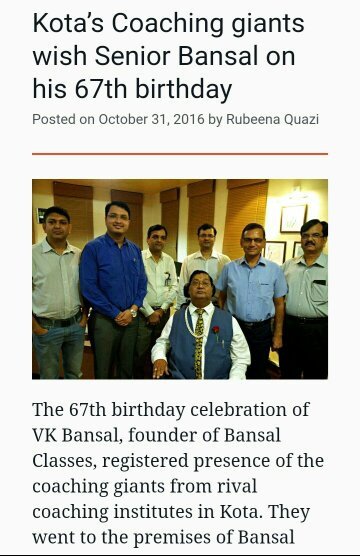 Kota’s Coaching giants
wish Senior Bansal on
his 67th birthday
Posted on October 31, 2016 by Rubeena Quazi
The 67th birthday celebration of
VK Bansal, founder of Bansal
Classes, registered presence of the
coaching giants from rival
coaching institutes in Kota. They
went to the premises of Bansal